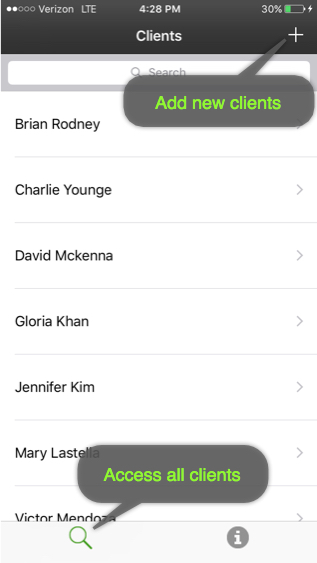 Verizon LTE 4:28 PM 30%
Clients
Search
Add new clients
Brian Rodney
Charlie Younge
David Mckenna
Gloria Khan
Jennifer Kim
Mary Lastella
Access all clients
Victor Mendoza